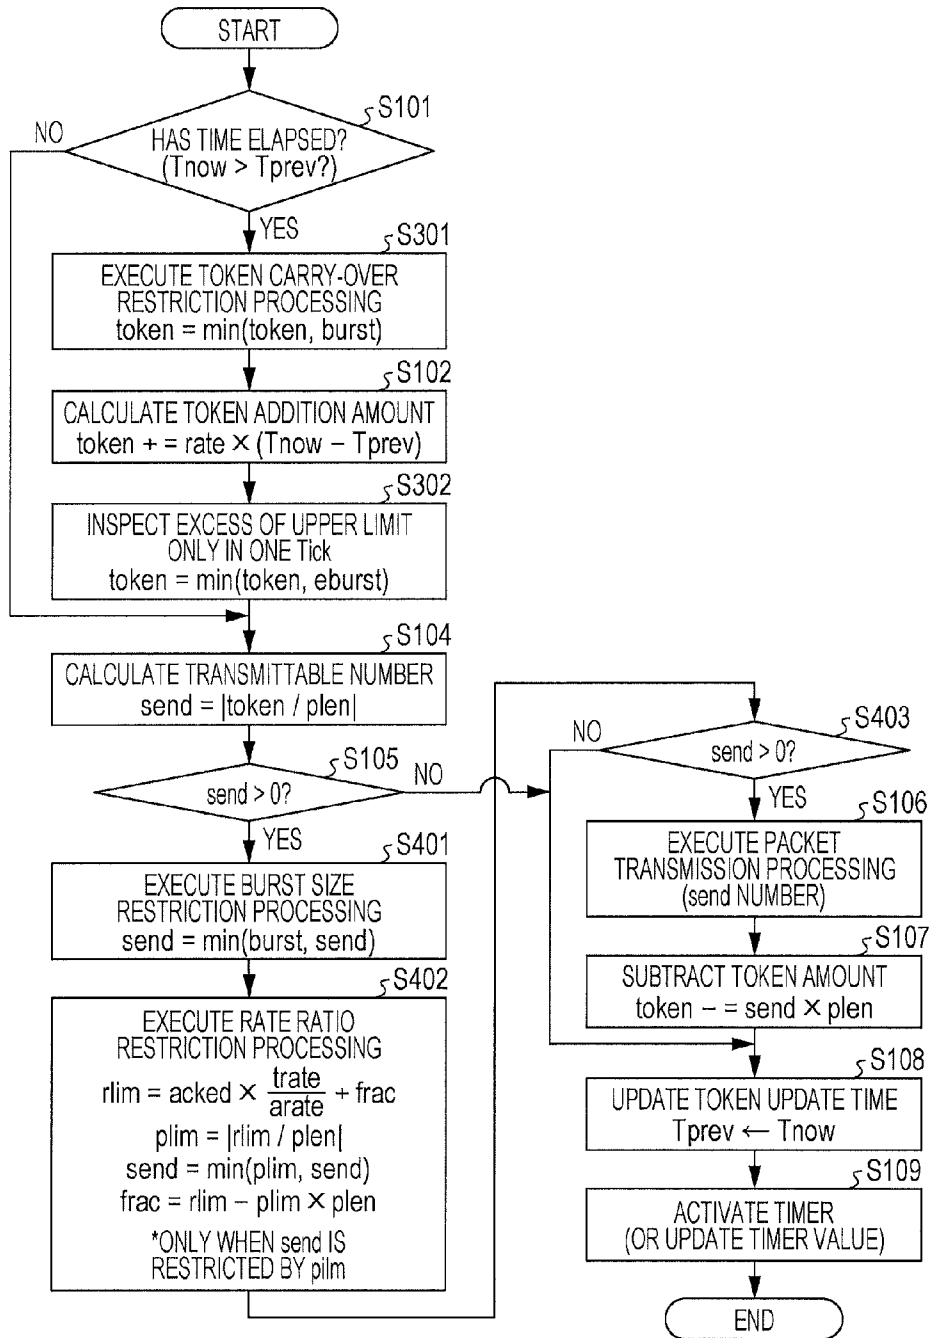 START
S101
NO
HAS TIME ELAPSED?
(Tnow > Tprev?)
YES
S301
EXECUTE TOKEN CARRY-OVER
RESTRICTION PROCESSING
token = min(token, burst)
S102
CALCULATE TOKEN ADDITION AMOUNT
token + = rate × (Tnow – Tprev)
S302
INSPECT EXCESS OF UPPER LIMIT
ONLY IN ONE Tick
token = min(token, eburst)
S104
CALCULATE TRANSMITTABLE NUMBER
send = |token / plen|
S105
send > 0?
NO
YES
S401
EXECUTE BURST SIZE
RESTRICTION PROCESSING
send = min(burst, send)
S402
EXECUTE RATE RATIO
RESTRICTION PROCESSING
rlim = acked × trate / arate + frac
plim = |rlim / plen|
send = min(plim, send)
frac = rlim – plim × plen
*ONLY WHEN send IS
RESTRICTED BY pilm
S403
NO
send > 0?
YES
S106
EXECUTE PACKET
TRANSMISSION PROCESSING
(send NUMBER)
S107
SUBTRACT TOKEN AMOUNT
token – = send × plen
S108
UPDATE TOKEN UPDATE TIME
Tprev ← Tnow
S109
ACTIVATE TIMER
(OR UPDATE TIMER VALUE)
END